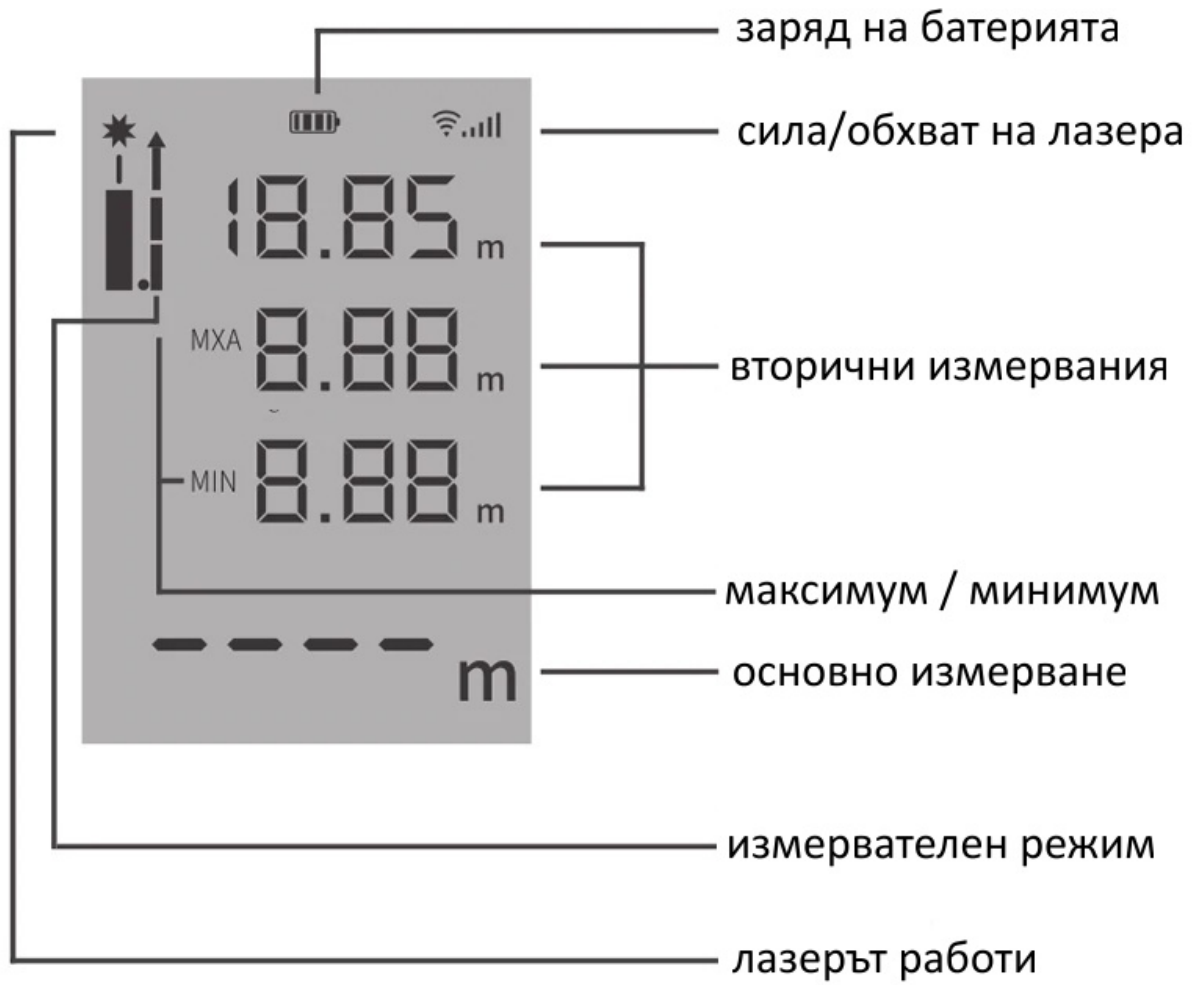 заряд на батерията
сила/обхват на лазера
18.85 m
MXA 8.88 m
вторични измервания
MIN 8.88 m
максимум / минимум
---- m
основно измерване
измервателен режим
лазерът работи